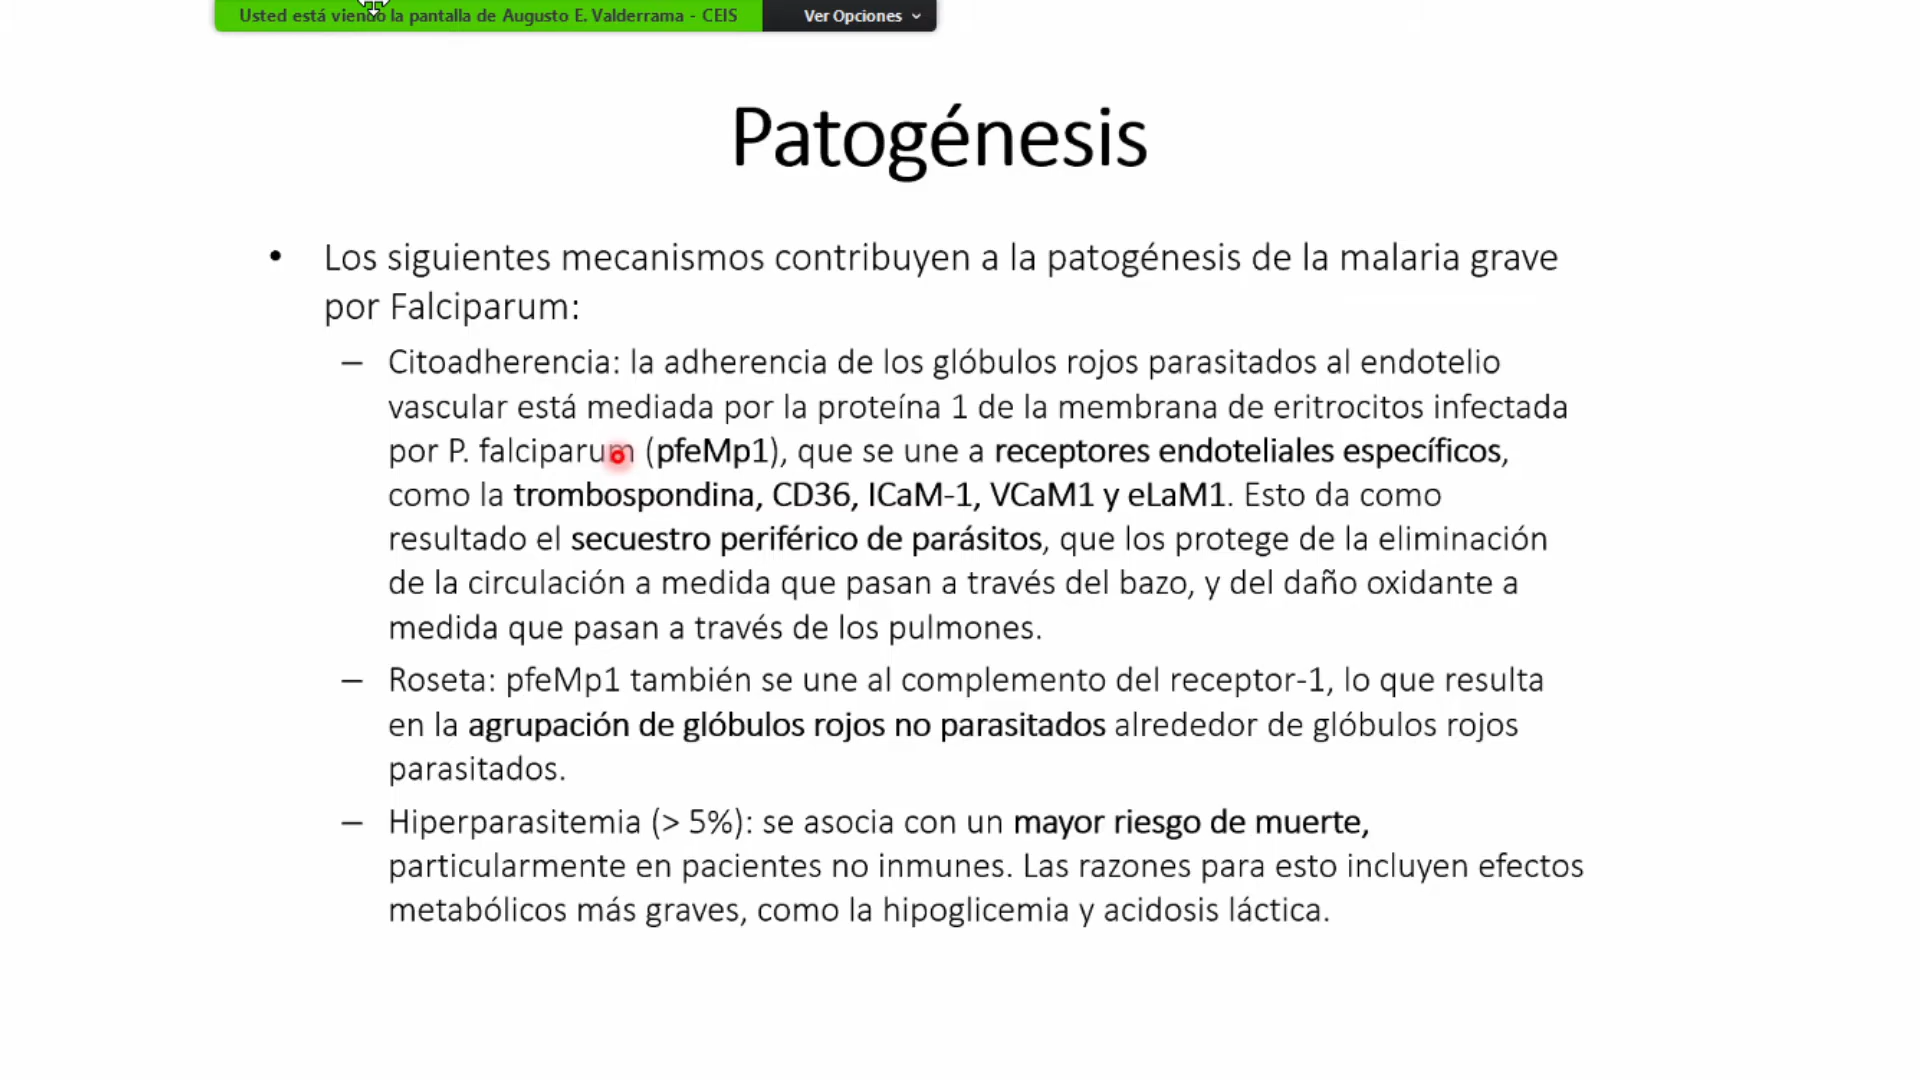 Usted está viendo la pantalla de Augusto E. Valderrama - CEIS Ver Opciones
Patogénesis
• Los siguientes mecanismos contribuyen a la patogénesis de la malaria grave
por Falciparum:
– Citoadherencia: la adherencia de los glóbulos rojos parasitados al endotelio
vascular está mediada por la proteína 1 de la membrana de eritrocitos infectada
por P. falciparum (pfeMp1), que se une a receptores endoteliales específicos,
como la trombospondina, CD36, ICaM-1, VCaM1 y eLaM1. Esto da como
resultado el secuestro periférico de parásitos, que los protege de la eliminación
de la circulación a medida que pasan a través del bazo, y del daño oxidante a
medida que pasan a través de los pulmones.
– Roseta: pfeMp1 también se une al complemento del receptor-1, lo que resulta
en la agrupación de glóbulos rojos no parasitados alrededor de glóbulos rojos
parasitados.
– Hiperparasitemia (> 5%): se asocia con un mayor riesgo de muerte,
particularmente en pacientes no inmunes. Las razones para esto incluyen efectos
metabólicos más graves, como la hipoglicemia y acidosis láctica.